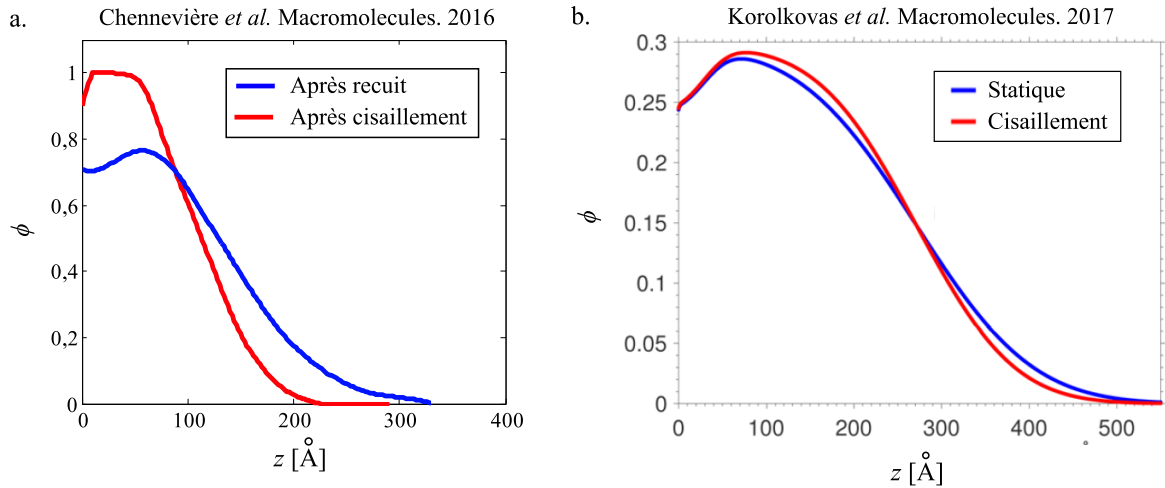 a.
Chennevière et al. Macromolecules. 2016
Après recuit
Après cisaillement
1
0,8
0,6
0,4
0,2
0
ϕ
0
100
200
300
400
z [Å]
b.
Korolkovas et al. Macromolecules. 2017
Statique
Cisaillement
0.3
0.25
0.2
0.15
0.1
0.05
0
ϕ
0
100
200
300
400
500
z [Å]